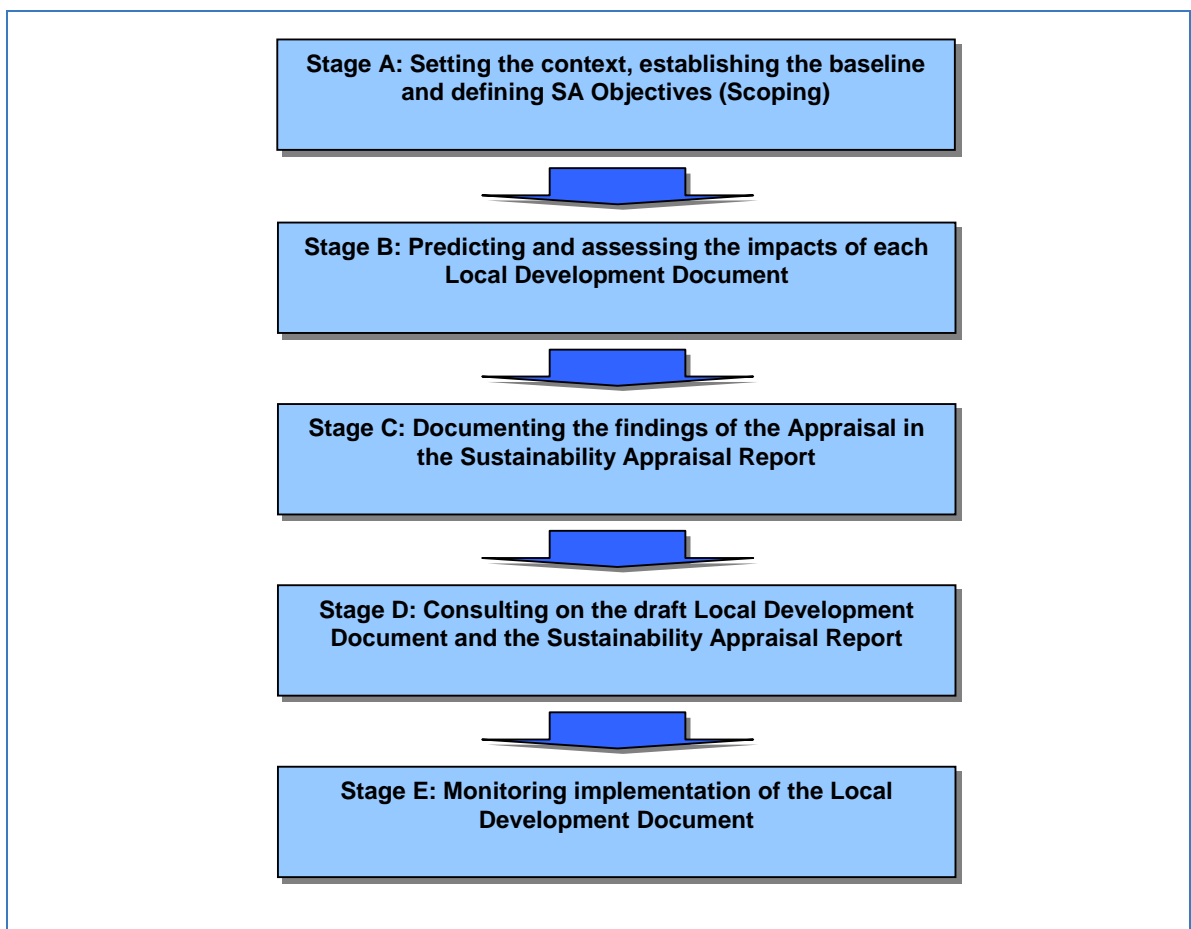 Stage A: Setting the context, establishing the baseline
and defining SA Objectives (Scoping)
Stage B: Predicting and assessing the impacts of each
Local Development Document
Stage C: Documenting the findings of the Appraisal in
the Sustainability Appraisal Report
Stage D: Consulting on the draft Local Development
Document and the Sustainability Appraisal Report
Stage E: Monitoring implementation of the Local
Development Document